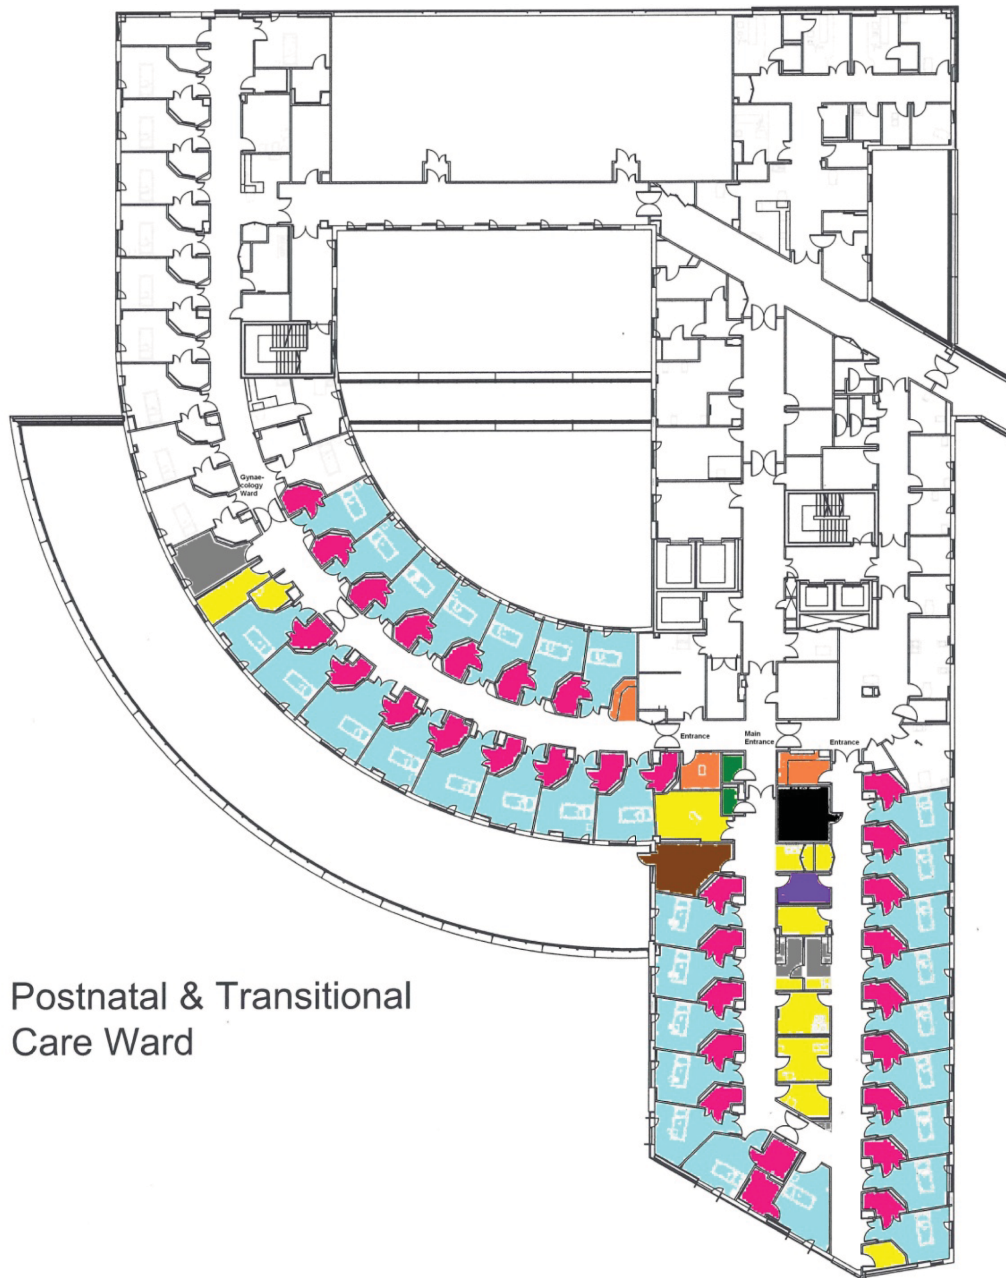 Gynae-
cology
Ward
Entrance
Main
Entrance
Entrance
Postnatal & Transitional
Care Ward